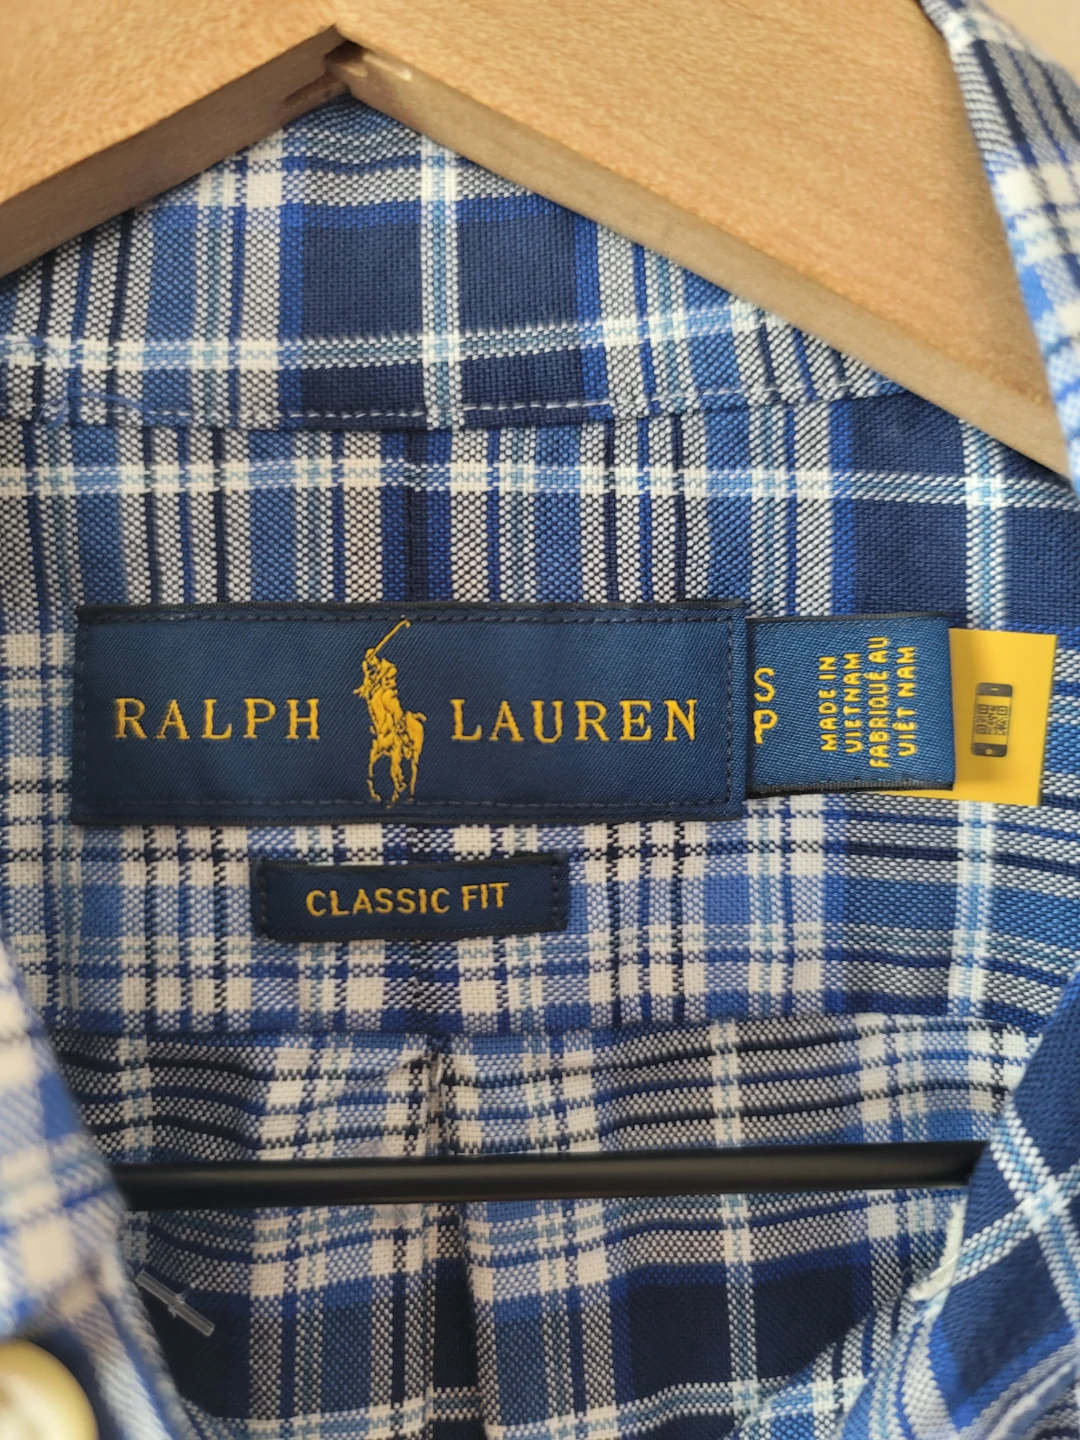 RALPH LAUREN
S
P
MADE IN
VIETNAM
FABRIQUÉ AU
VIÊT NAM
CLASSIC FIT